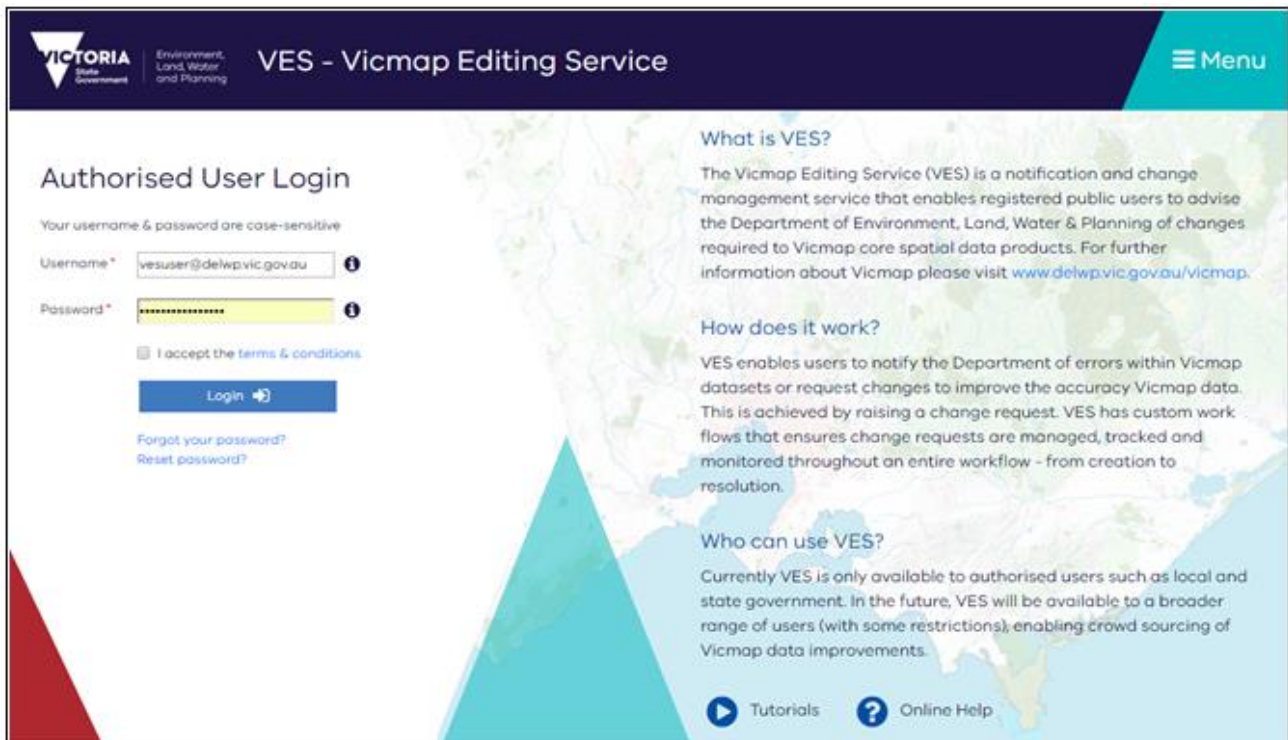 VICTORIA
State
Government
Environment,
Land, Water
and Planning
VES - Vicmap Editing Service
Menu
Authorised User Login
Your username & password are case-sensitive
Username*
vesuser@delwp.vic.gov.au
Password*
I accept the terms & conditions
Login
Forgot your password?
Reset password?
What is VES?
The Vicmap Editing Service (VES) is a notification and change
management service that enables registered public users to advise
the Department of Environment, Land, Water & Planning of changes
required to Vicmap core spatial data products. For further
information about Vicmap please visit www.delwp.vic.gov.au/vicmap.
How does it work?
VES enables users to notify the Department of errors within Vicmap
datasets or request changes to improve the accuracy Vicmap data.
This is achieved by raising a change request. VES has custom work
flows that ensures change requests are managed, tracked and
monitored throughout an entire workflow - from creation to
resolution.
Who can use VES?
Currently VES is only available to authorised users such as local and
state government. In the future, VES will be available to a broader
range of users (with some restrictions), enabling crowd sourcing of
Vicmap data improvements.
Tutorials
Online Help